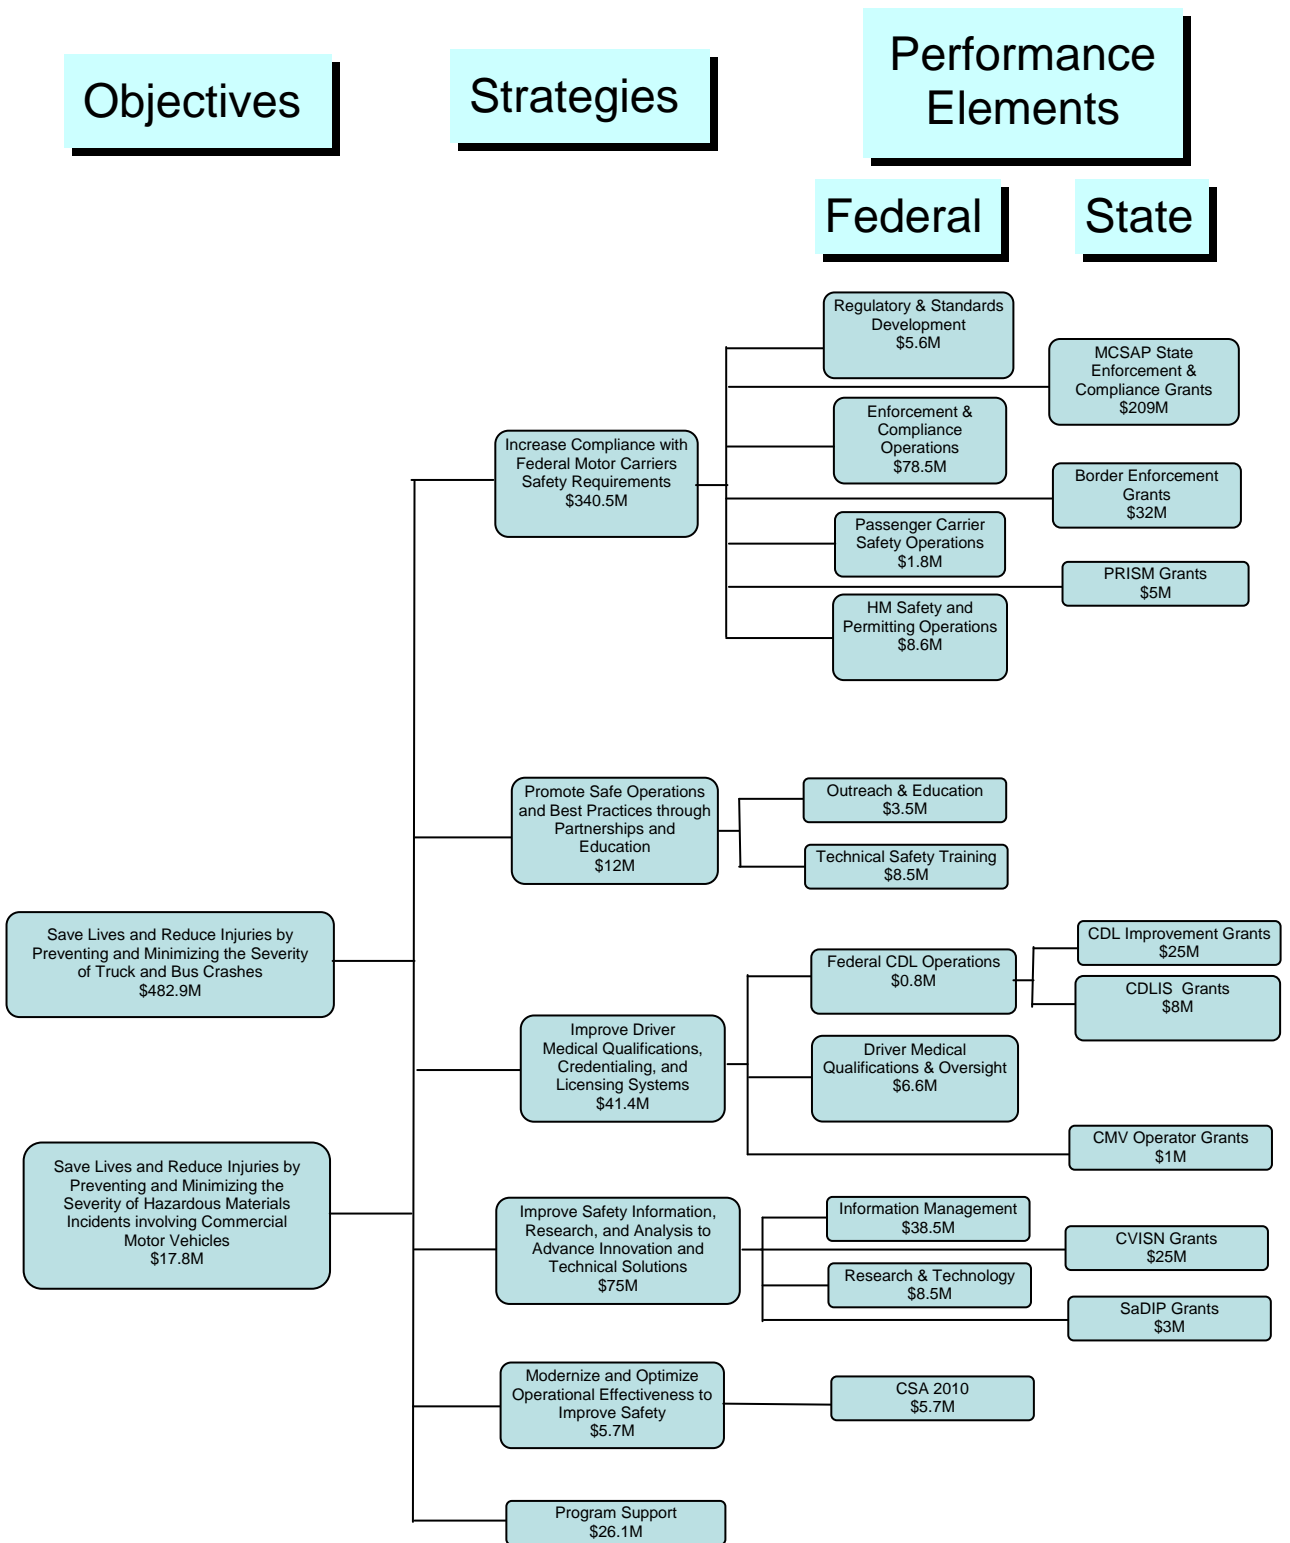 Objectives
Strategies
Performance
Elements
Federal
State
Regulatory & Standards
Development
$5.6M
MCSAP State
Enforcement &
Compliance Grants
$209M
Enforcement &
Compliance
Operations
$78.5M
Increase Compliance with
Federal Motor Carriers
Safety Requirements
$340.5M
Border Enforcement
Grants
$32M
Passenger Carrier
Safety Operations
$1.8M
PRISM Grants
$5M
HM Safety and
Permitting Operations
$8.6M
Promote Safe Operations
and Best Practices through
Partnerships and
Education
$12M
Outreach & Education
$3.5M
Technical Safety Training
$8.5M
Save Lives and Reduce Injuries by
Preventing and Minimizing the Severity
of Truck and Bus Crashes
$482.9M
Federal CDL Operations
$0.8M
CDL Improvement Grants
$25M
CDLIS  Grants
$8M
Improve Driver
Medical Qualifications,
Credentialing, and
Licensing Systems
$41.4M
Driver Medical
Qualifications & Oversight
$6.6M
CMV Operator Grants
$1M
Save Lives and Reduce Injuries by
Preventing and Minimizing the
Severity of Hazardous Materials
Incidents involving Commercial
Motor Vehicles
$17.8M
Improve Safety Information,
Research, and Analysis to
Advance Innovation and
Technical Solutions
$75M
Information Management
$38.5M
CVISN Grants
$25M
Research & Technology
$8.5M
SaDIP Grants
$3M
Modernize and Optimize
Operational Effectiveness to
Improve Safety
$5.7M
CSA 2010
$5.7M
Program Support
$26.1M